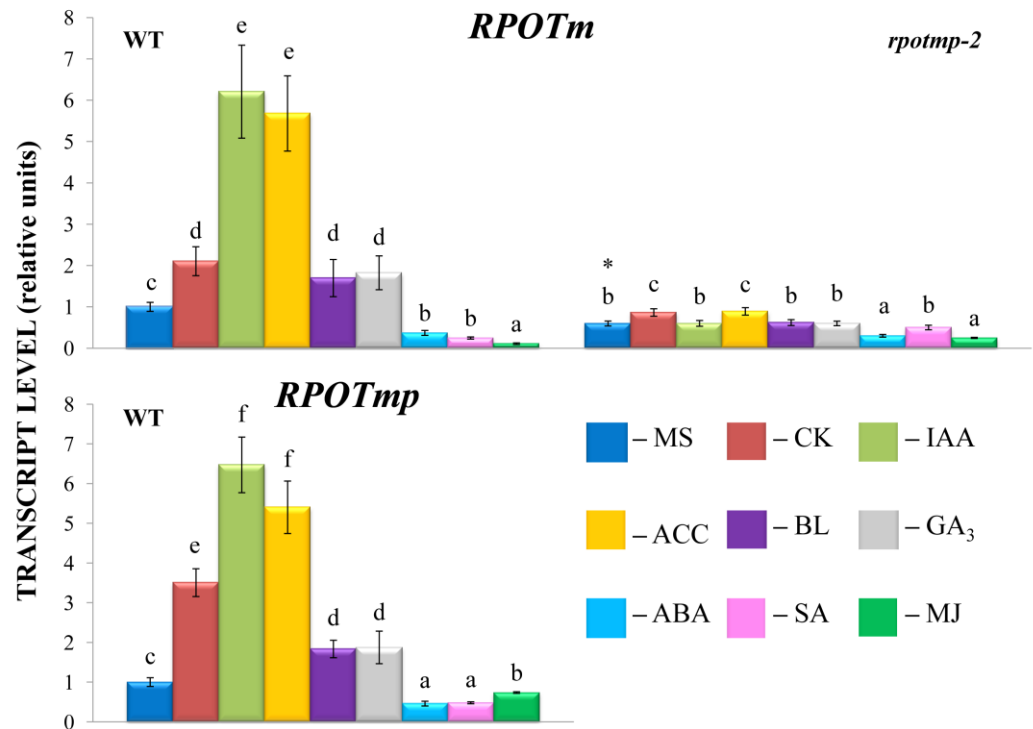 TRANSCRIPT LEVEL (relative units)
WT
RPOTm
rpotmp-2
8
7
6
5
4
3
2
1
0
c
d
e
e
d
d
b
b
a
*
b
c
b
c
b
b
a
b
a
WT
RPOTmp
8
7
6
5
4
3
2
1
0
c
e
f
f
d
d
a
a
b
– MS
– CK
– IAA
– ACC
– BL
– GA₃
– ABA
– SA
– MJ